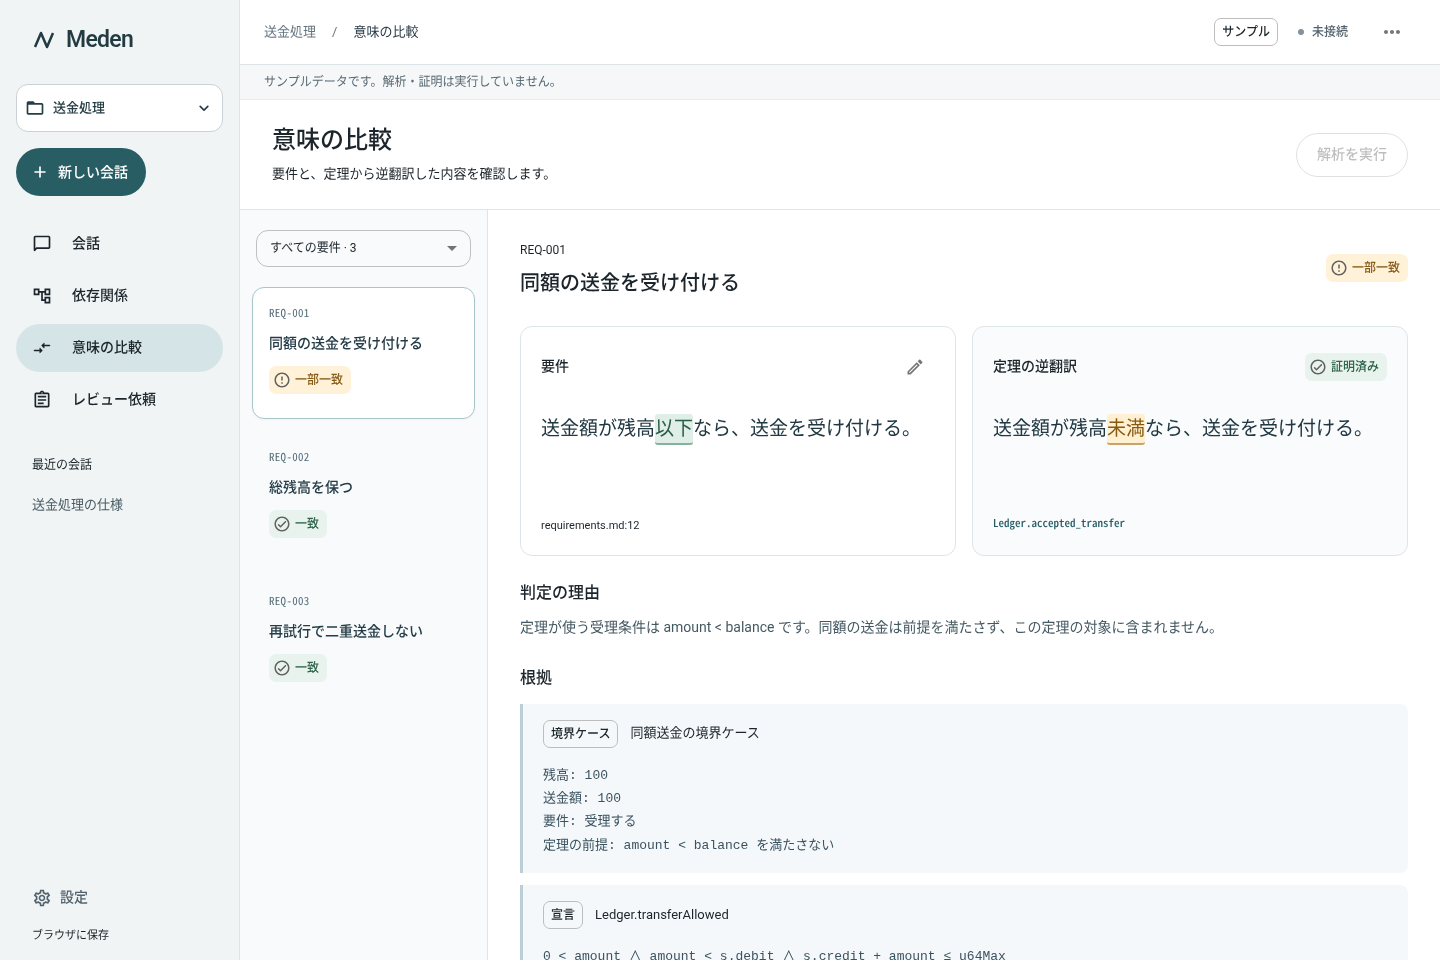 Meden
送金処理
新しい会話
会話
依存関係
意味の比較
レビュー依頼
最近の会話
送金処理の仕様
設定
ブラウザに保存
送金処理 / 意味の比較
サンプル
未接続
サンプルデータです。解析・証明は実行していません。
意味の比較
要件と、定理から逆翻訳した内容を確認します。
解析を実行
すべての要件 · 3
REQ-001
同額の送金を受け付ける
一部一致
REQ-002
総残高を保つ
一致
REQ-003
再試行で二重送金しない
一致
REQ-001
同額の送金を受け付ける
一部一致
要件
送金額が残高以下なら、送金を受け付ける。
requirements.md:12
定理の逆翻訳
証明済み
送金額が残高未満なら、送金を受け付ける。
Ledger.accepted_transfer
判定の理由
定理が使う受理条件は amount < balance です。同額の送金は前提を満たさず、この定理の対象に含まれません。
根拠
境界ケース 同額送金の境界ケース
残高: 100
送金額: 100
要件: 受理する
定理の前提: amount < balance を満たさない
宣言 Ledger.transferAllowed
0 < amount ∧ amount < s.debit ∧ s.credit + amount ≤ u64Max